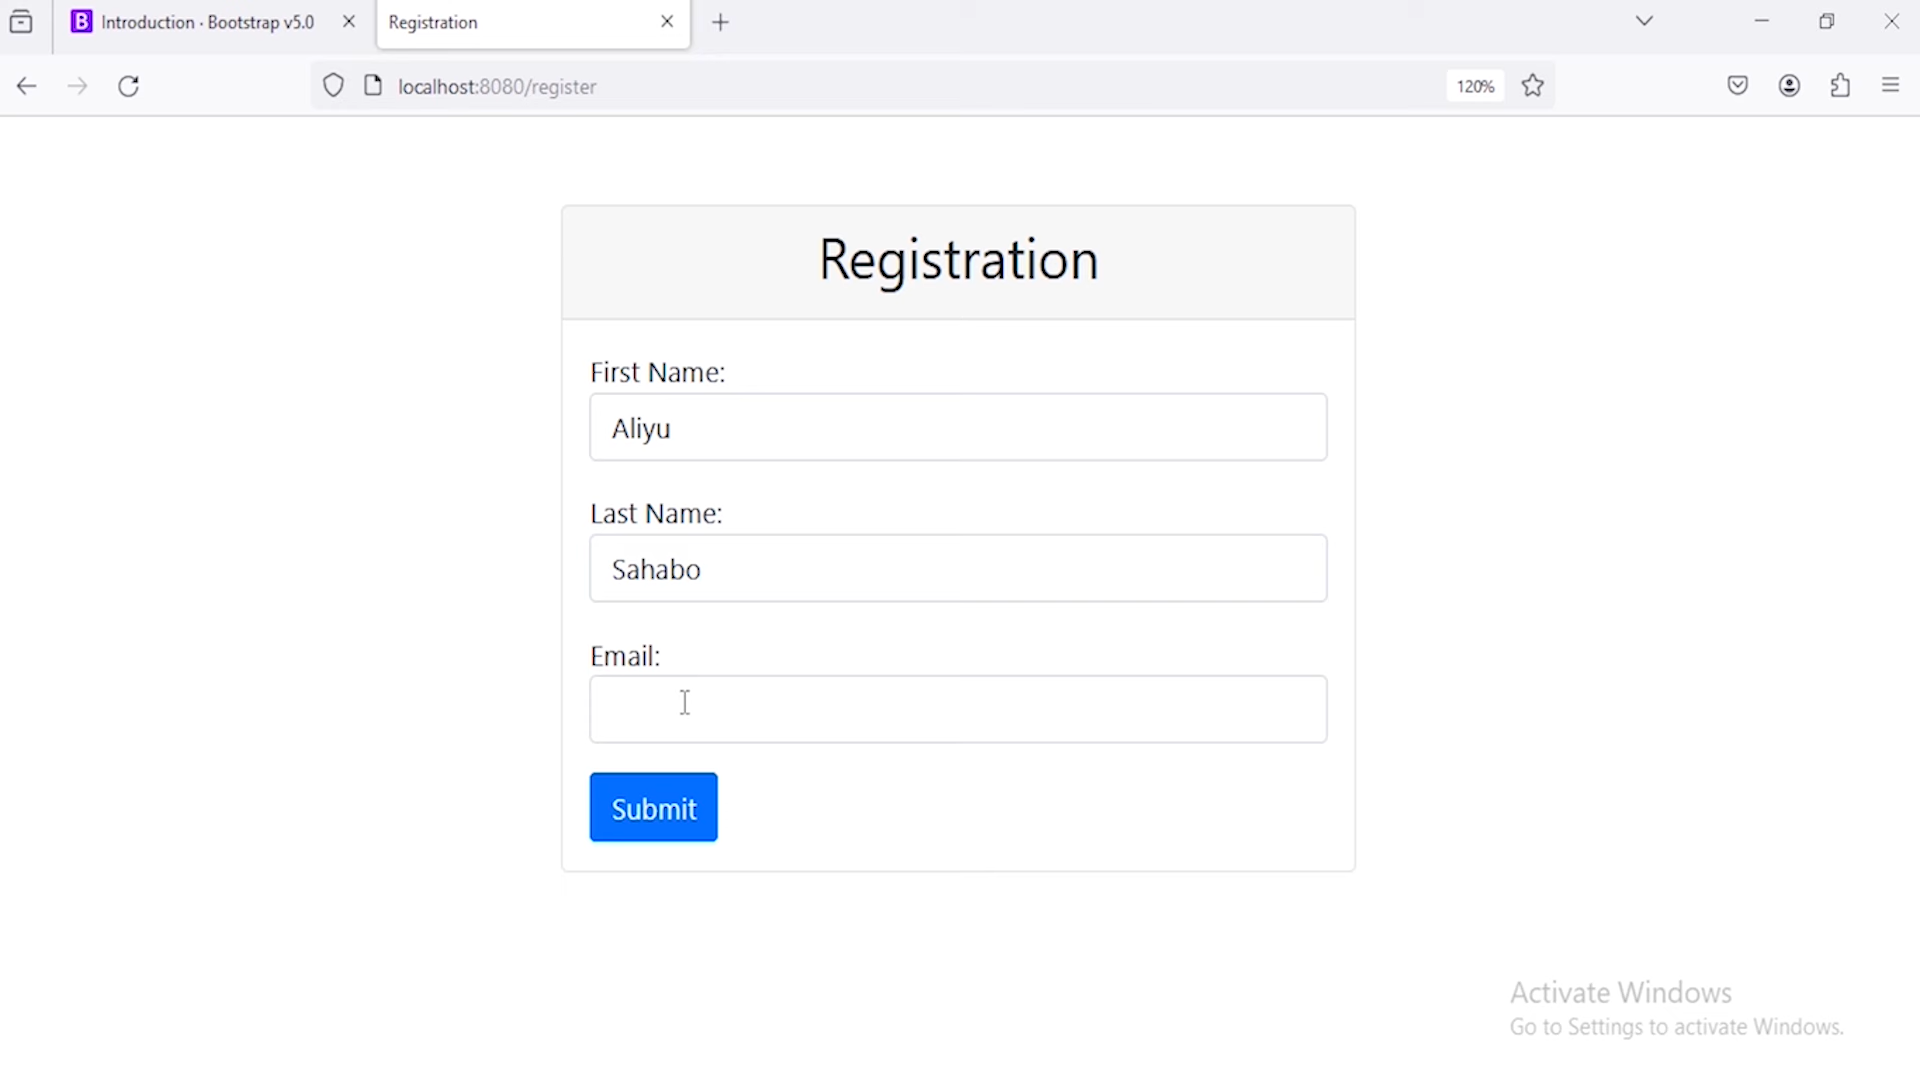 Introduction · Bootstrap v5.0
Registration
localhost:8080/register
120%
Registration
First Name:
Aliyu
Last Name:
Sahabo
Email:
Submit
Activate Windows
Go to Settings to activate Windows.